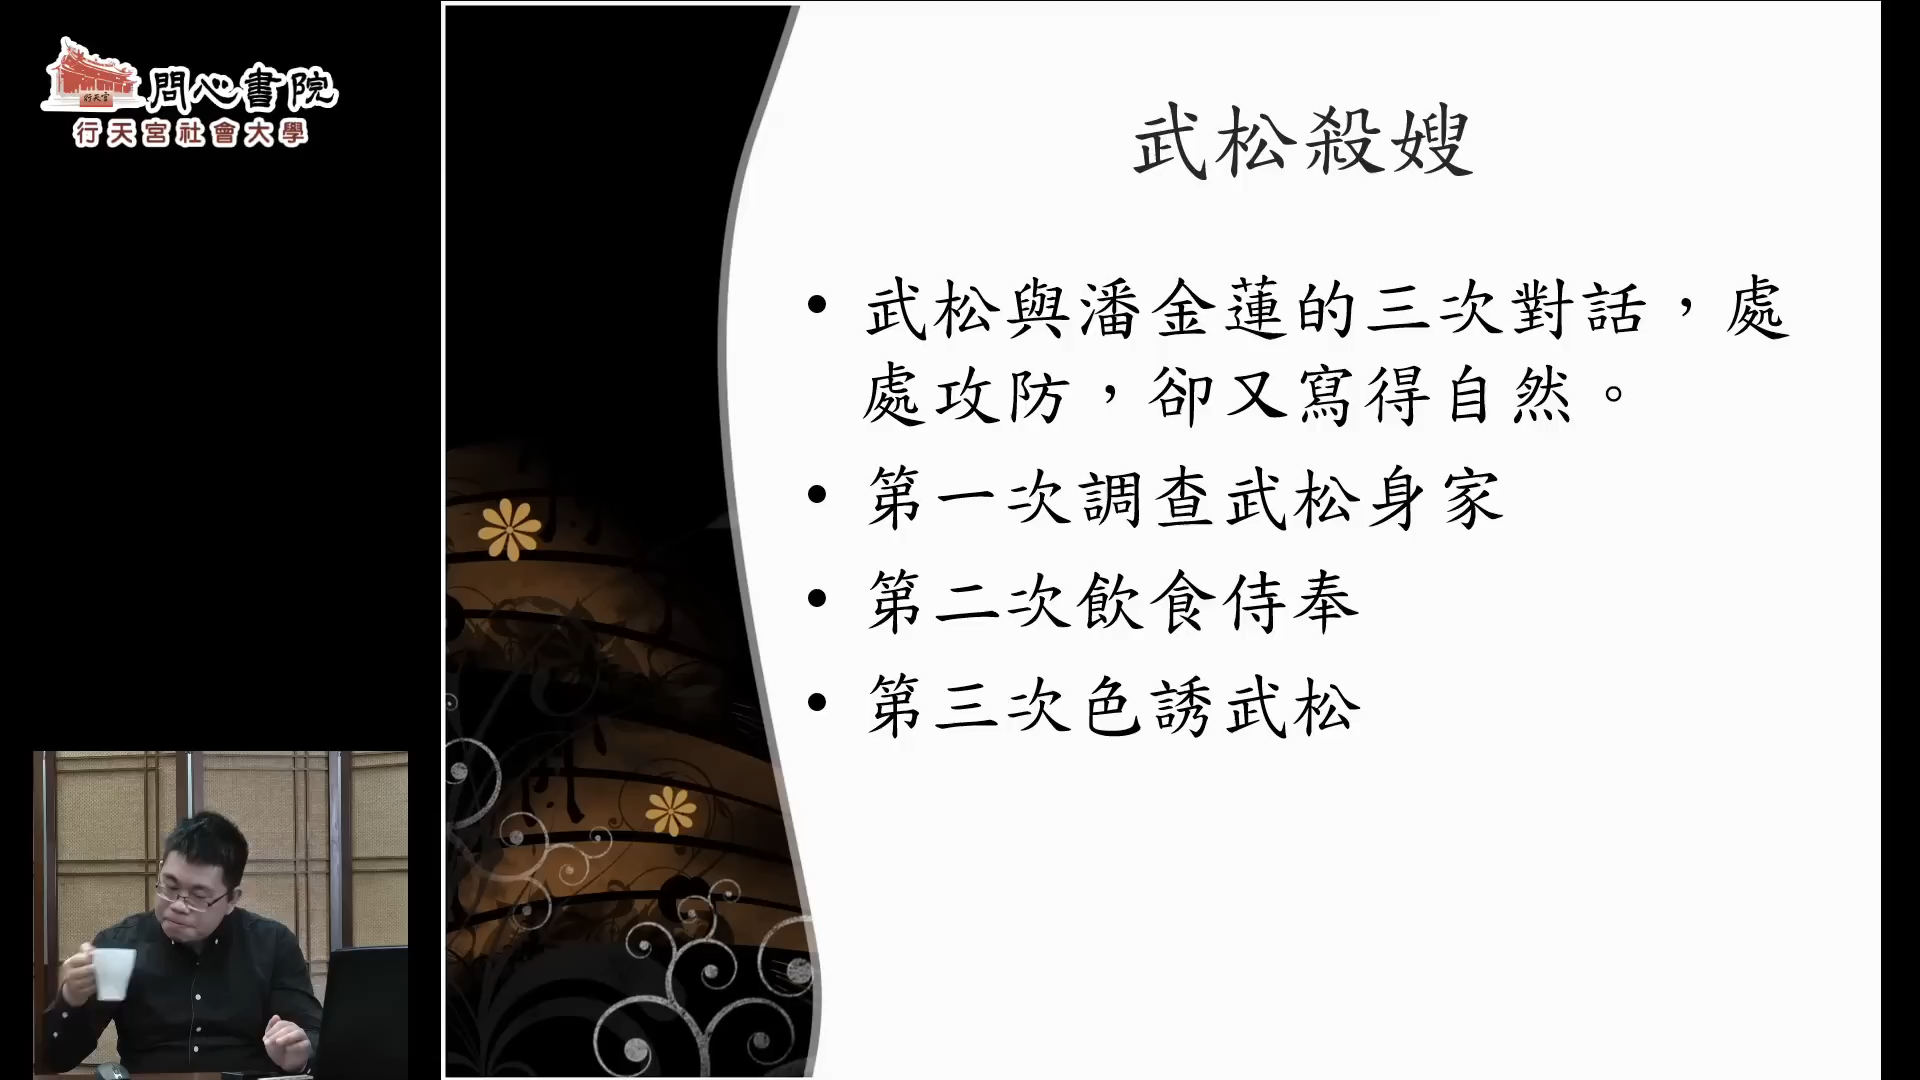 問心書院
行天宮
行天宮社會大學
武松殺嫂
• 武松與潘金蓮的三次對話，處
處攻防，卻又寫得自然。
• 第一次調查武松身家
• 第二次飲食侍奉
• 第三次色誘武松